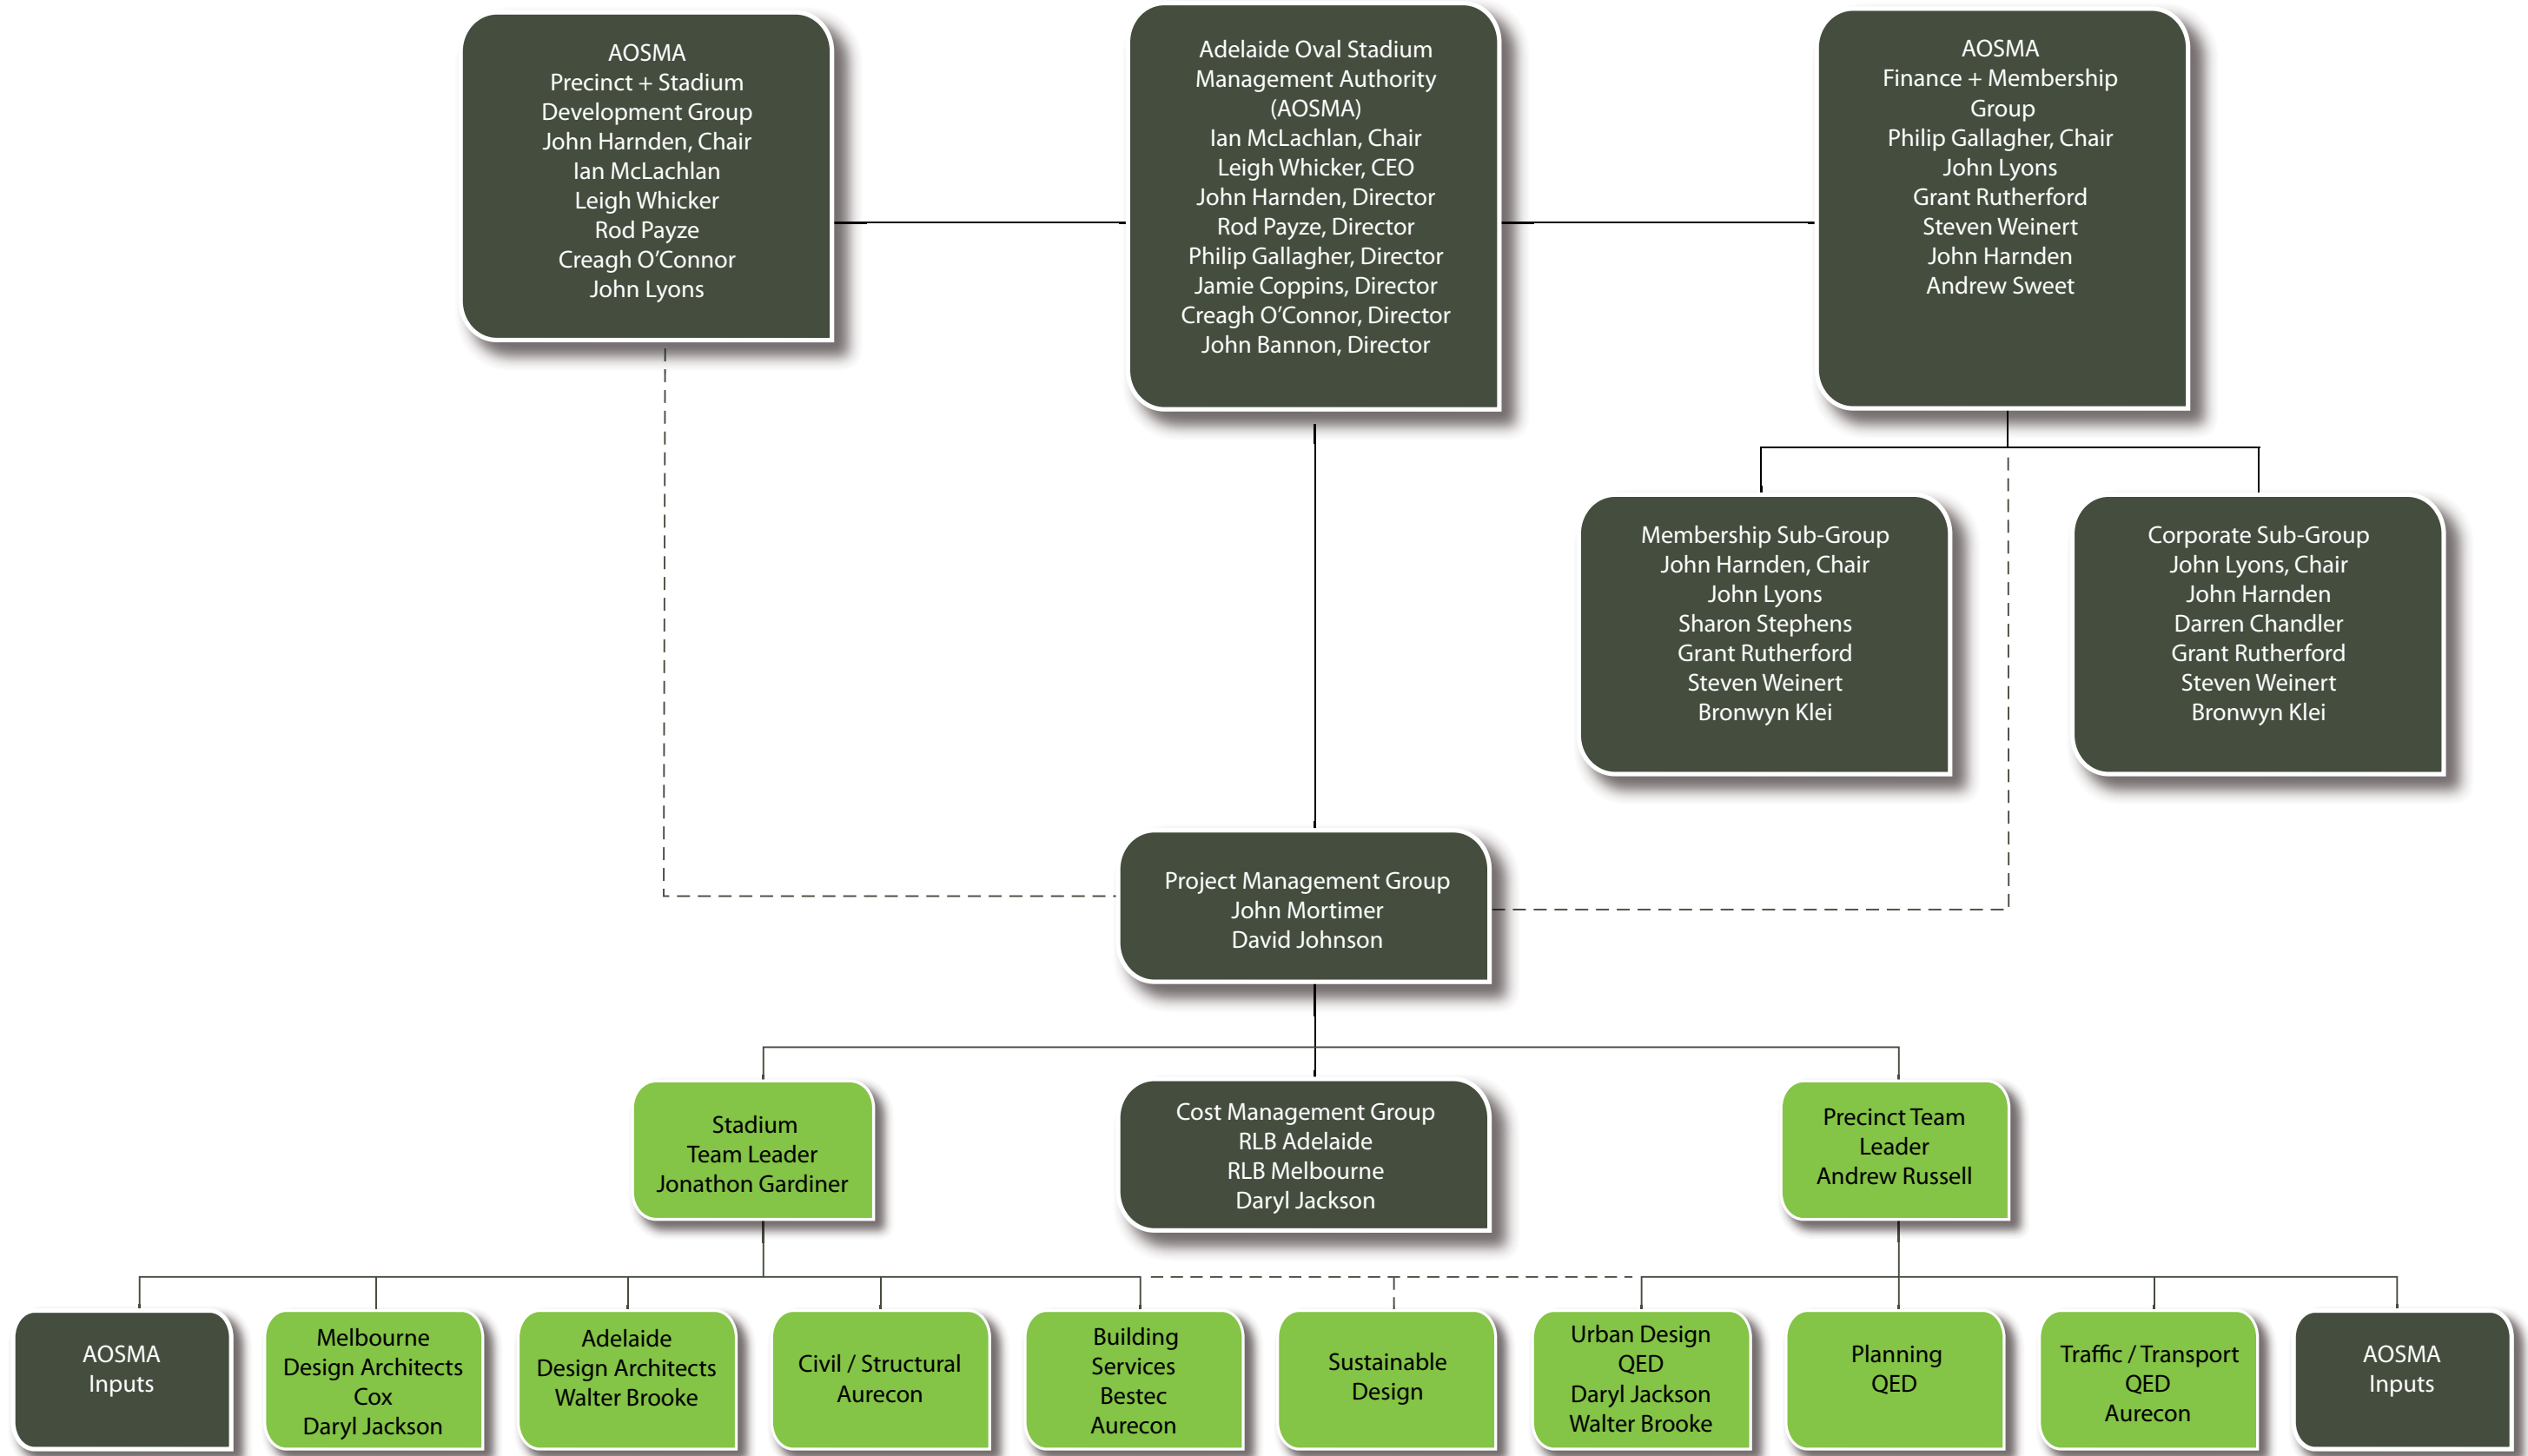 AOSMA
Precinct + Stadium
Development Group
John Harnden, Chair
Ian McLachlan
Leigh Whicker
Rod Payze
Creagh O’Connor
John Lyons
Adelaide Oval Stadium
Management Authority
(AOSMA)
Ian McLachlan, Chair
Leigh Whicker, CEO
John Harnden, Director
Rod Payze, Director
Philip Gallagher, Director
Jamie Coppins, Director
Creagh O’Connor, Director
John Bannon, Director
AOSMA
Finance + Membership
Group
Philip Gallagher, Chair
John Lyons
Grant Rutherford
Steven Weinert
John Harnden
Andrew Sweet
Membership Sub-Group
John Harnden, Chair
John Lyons
Sharon Stephens
Grant Rutherford
Steven Weinert
Bronwyn Klei
Corporate Sub-Group
John Lyons, Chair
John Harnden
Darren Chandler
Grant Rutherford
Steven Weinert
Bronwyn Klei
Project Management Group
John Mortimer
David Johnson
Stadium
Team Leader
Jonathon Gardiner
Cost Management Group
RLB Adelaide
RLB Melbourne
Daryl Jackson
Precinct Team
Leader
Andrew Russell
AOSMA
Inputs
Melbourne
Design Architects
Cox
Daryl Jackson
Adelaide
Design Architects
Walter Brooke
Civil / Structural
Aurecon
Building
Services
Bestec
Aurecon
Sustainable
Design
Urban Design
QED
Daryl Jackson
Walter Brooke
Planning
QED
Traffic / Transport
QED
Aurecon
AOSMA
Inputs